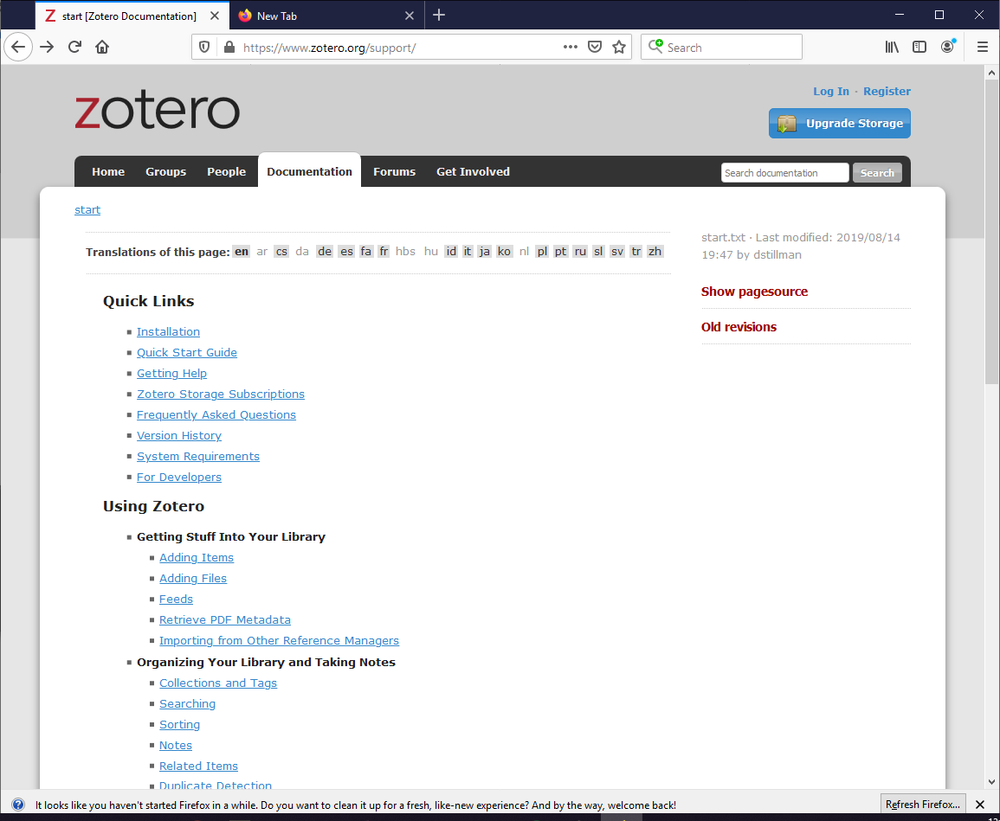 start [Zotero Documentation]
New Tab
https://www.zotero.org/support/
Search
zotero
Log In · Register
Upgrade Storage
Home Groups People Documentation Forums Get Involved
Search documentation Search
start
start.txt · Last modified: 2019/08/14
19:47 by dstillman
Show pagesource
Old revisions
Translations of this page: en ar cs da de es fa fr hbs hu id it ja ko nl pl pt ru sl sv tr zh
Quick Links
Installation
Quick Start Guide
Getting Help
Zotero Storage Subscriptions
Frequently Asked Questions
Version History
System Requirements
For Developers
Using Zotero
Getting Stuff Into Your Library
Adding Items
Adding Files
Feeds
Retrieve PDF Metadata
Importing from Other Reference Managers
Organizing Your Library and Taking Notes
Collections and Tags
Searching
Sorting
Notes
Related Items
Duplicate Detection
It looks like you haven't started Firefox in a while. Do you want to clean it up for a fresh, like-new experience? And by the way, welcome back!
Refresh Firefox...